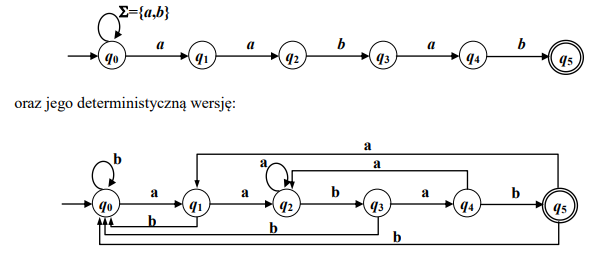 Σ={a,b}
a a b a b
q0 q1 q2 q3 q4 q5
oraz jego deterministyczną wersję:
a
b a a
a a b a b
q0 q1 q2 q3 q4 q5
b
b
b